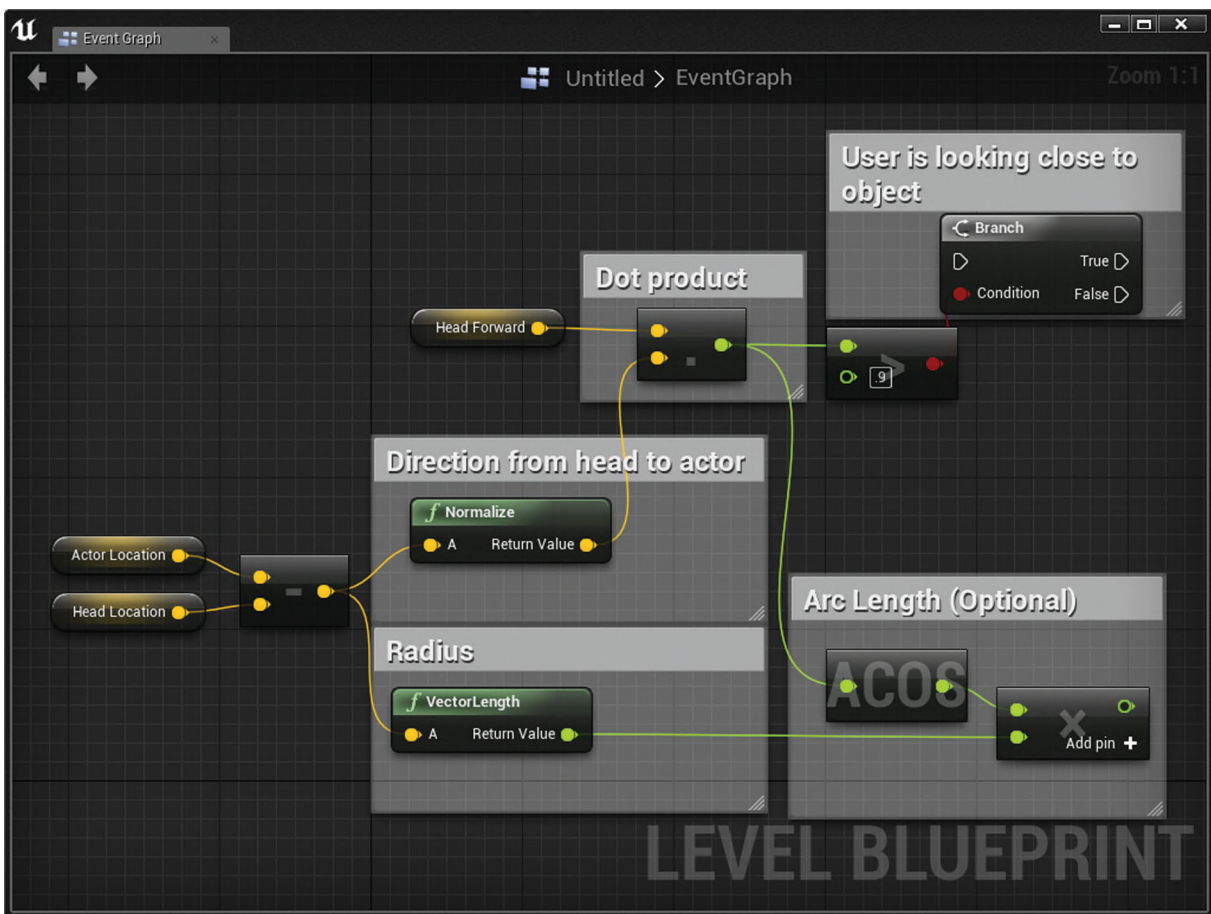 Event Graph
Untitled > EventGraph
Zoom 1:1
User is looking close to
object
Branch
True
Condition
False
Dot product
Head Forward
.
>
.9
Direction from head to actor
f Normalize
A Return Value
Actor Location
Head Location
-
Radius
f VectorLength
A Return Value
Arc Length (Optional)
ACOS
×
Add pin +
LEVEL BLUEPRINT